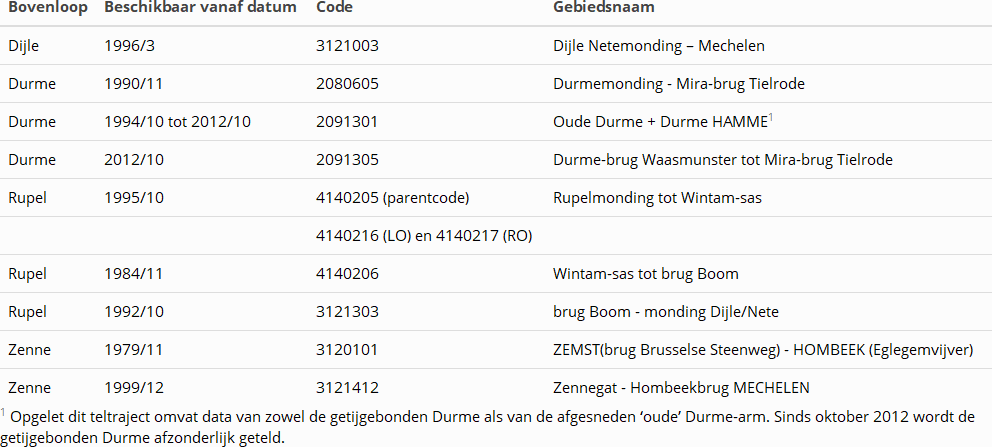 Bovenloop Beschikbaar vanaf datum Code Gebiedsnaam
Dijle 1996/3 3121003 Dijle Netemonding – Mechelen
Durme 1990/11 2080605 Durmemonding - Mira-brug Tielrode
Durme 1994/10 tot 2012/10 2091301 Oude Durme + Durme HAMME¹
Durme 2012/10 2091305 Durme-brug Waasmunster tot Mira-brug Tielrode
Rupel 1995/10 4140205 (parentcode) Rupelmonding tot Wintam-sas
4140216 (LO) en 4140217 (RO)
Rupel 1984/11 4140206 Wintam-sas tot brug Boom
Rupel 1992/10 3121303 brug Boom - monding Dijle/Nete
Zenne 1979/11 3120101 ZEMST(brug Brusselse Steenweg) - HOMBEEK (Eglegemvijver)
Zenne 1999/12 3121412 Zennegat - Hombeekbrug MECHELEN
¹ Opgelet dit teltraject omvat data van zowel de getijgebonden Durme als van de afgesneden ‘oude’ Durme-arm. Sinds oktober 2012 wordt de
getijgebonden Durme afzonderlijk geteld.